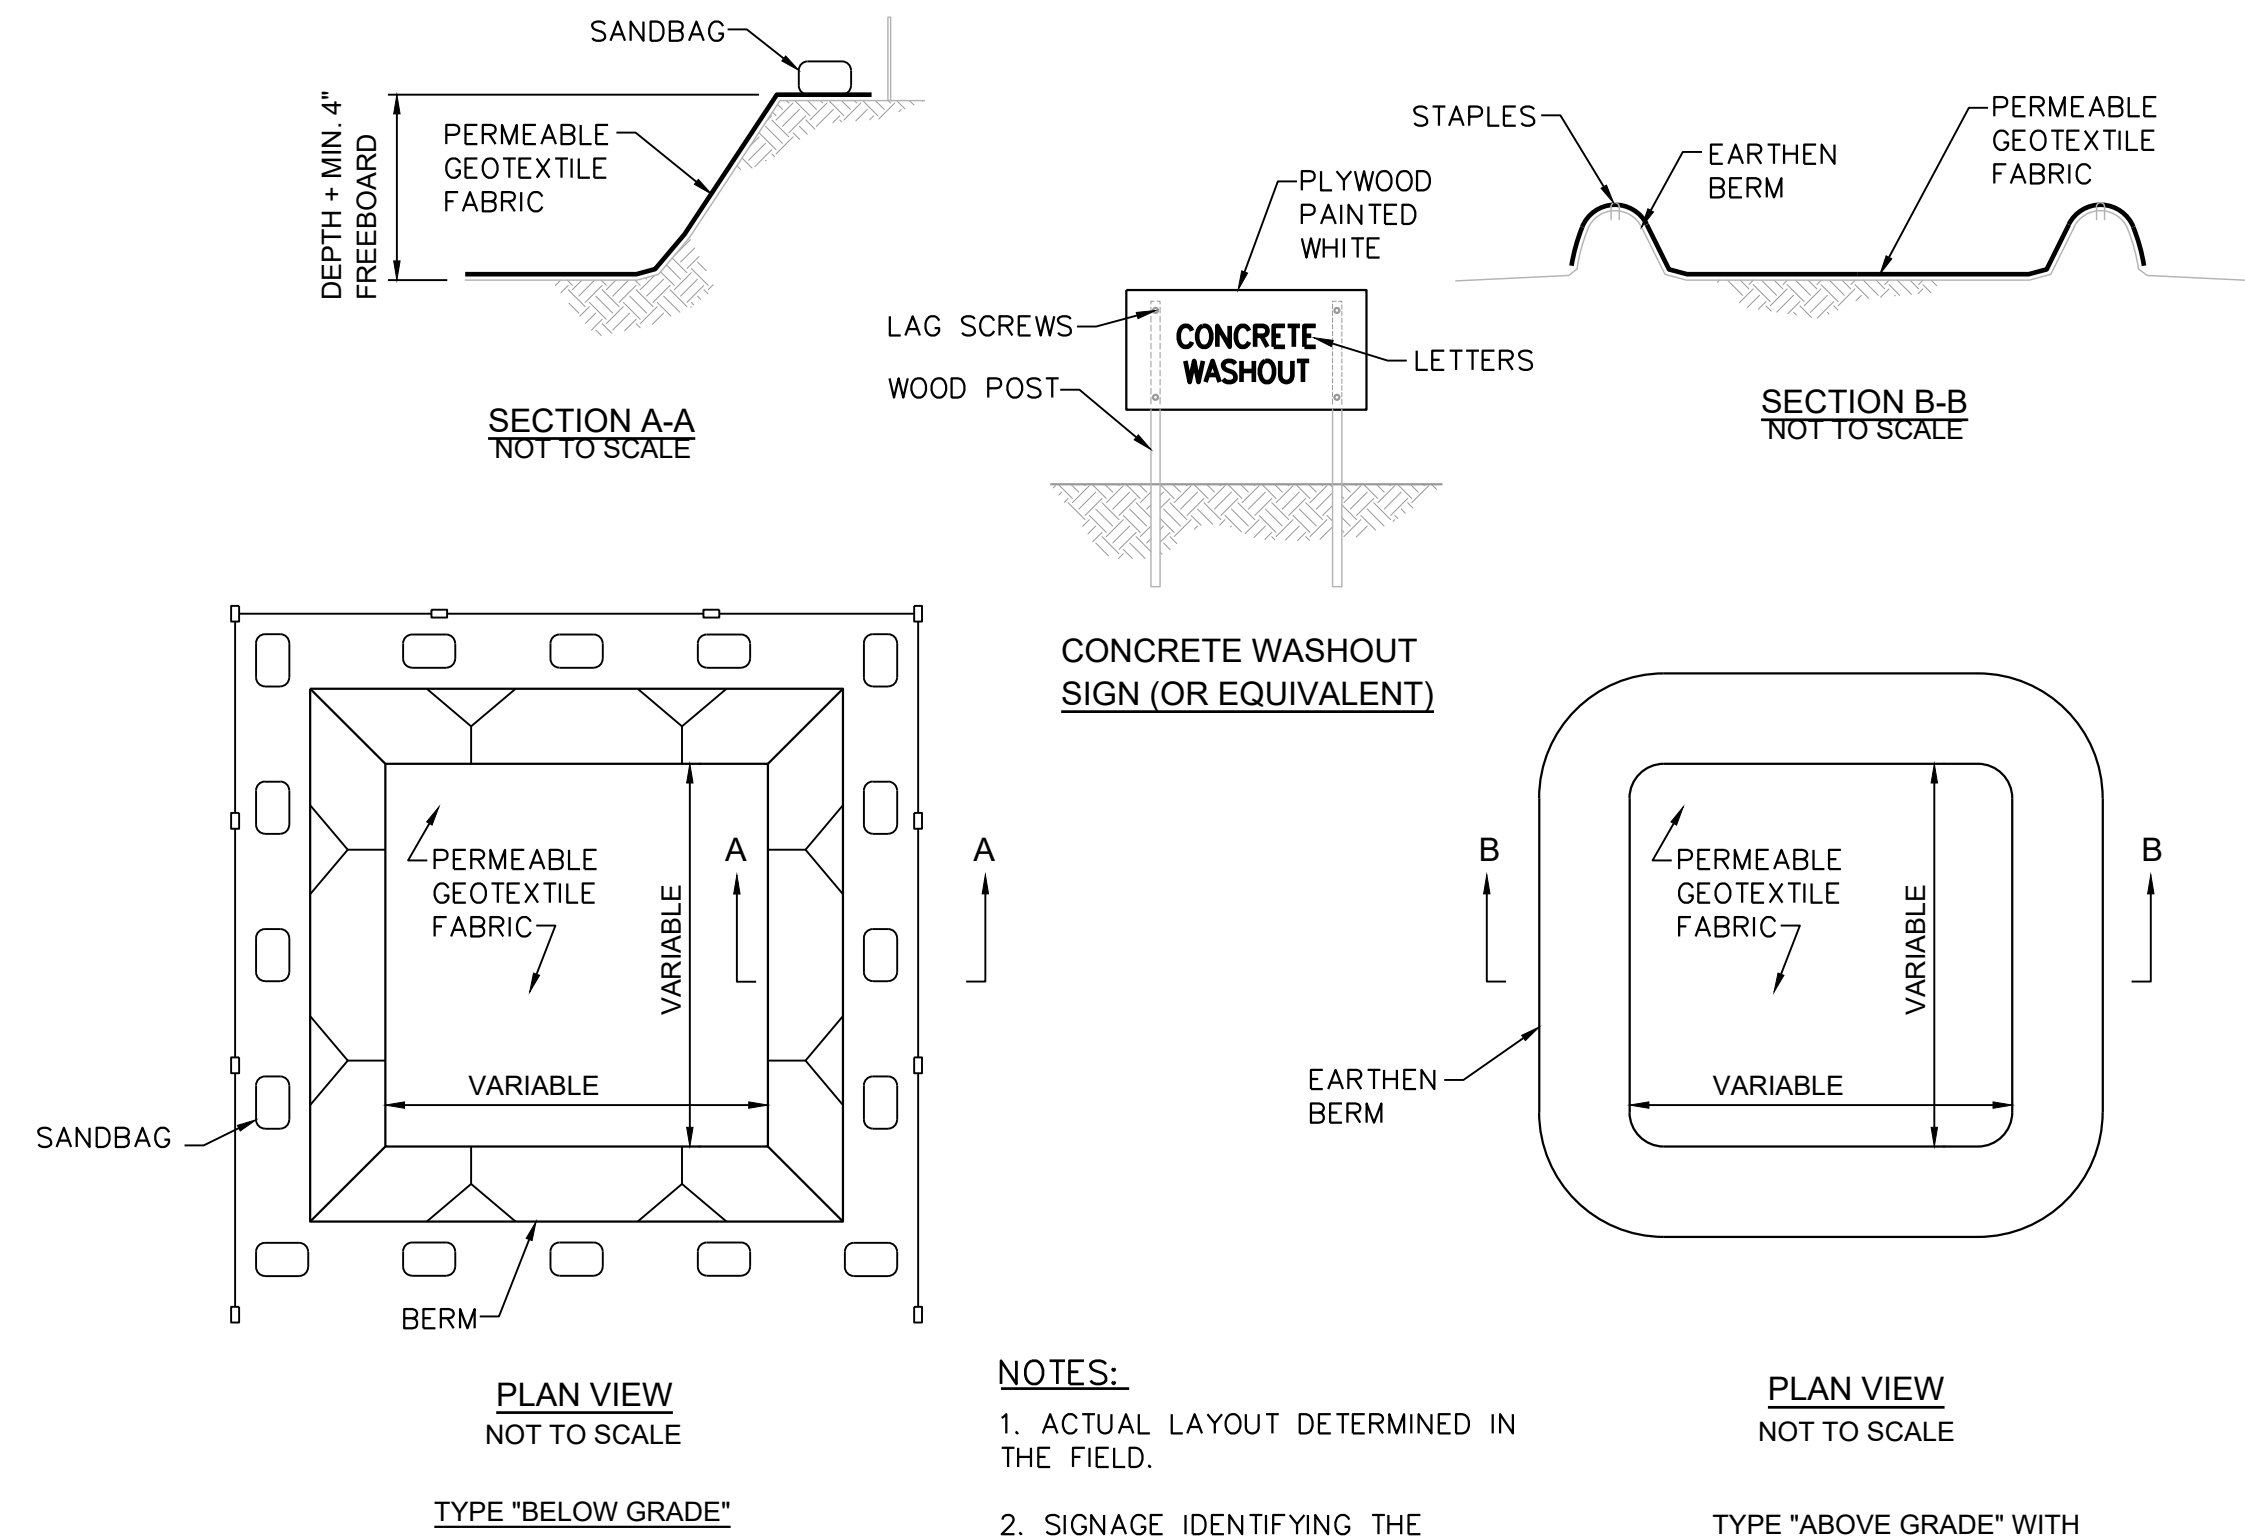 SANDBAG
DEPTH + MIN. 4"
FREEBOARD
PERMEABLE
GEOTEXTILE
FABRIC
SECTION A-A
NOT TO SCALE
PLYWOOD
PAINTED
WHITE
LAG SCREWS
CONCRETE
WASHOUT
LETTERS
WOOD POST
CONCRETE WASHOUT
SIGN (OR EQUIVALENT)
STAPLES
EARTHEN
BERM
PERMEABLE
GEOTEXTILE
FABRIC
SECTION B-B
NOT TO SCALE
PERMEABLE
GEOTEXTILE
FABRIC
VARIABLE
VARIABLE
A
A
SANDBAG
BERM
PLAN VIEW
NOT TO SCALE
TYPE "BELOW GRADE"
NOTES:
1. ACTUAL LAYOUT DETERMINED IN
THE FIELD.
2. SIGNAGE IDENTIFYING THE
B
B
PERMEABLE
GEOTEXTILE
FABRIC
VARIABLE
VARIABLE
EARTHEN
BERM
PLAN VIEW
NOT TO SCALE
TYPE "ABOVE GRADE" WITH